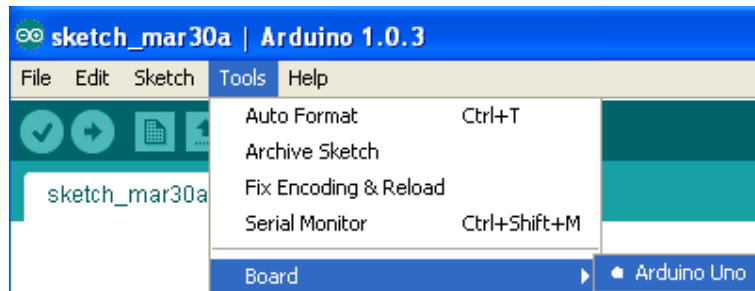 sketch_mar30a | Arduino 1.0.3
File Edit Sketch Tools Help
Auto Format Ctrl+T
Archive Sketch
sketch_mar30a
Fix Encoding & Reload
Serial Monitor Ctrl+Shift+M
Board
Arduino Uno